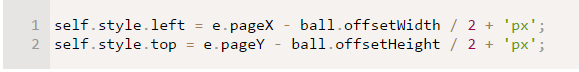 1 self.style.left = e.pageX - ball.offsetWidth / 2 + 'px';
2 self.style.top = e.pageY - ball.offsetHeight / 2 + 'px';